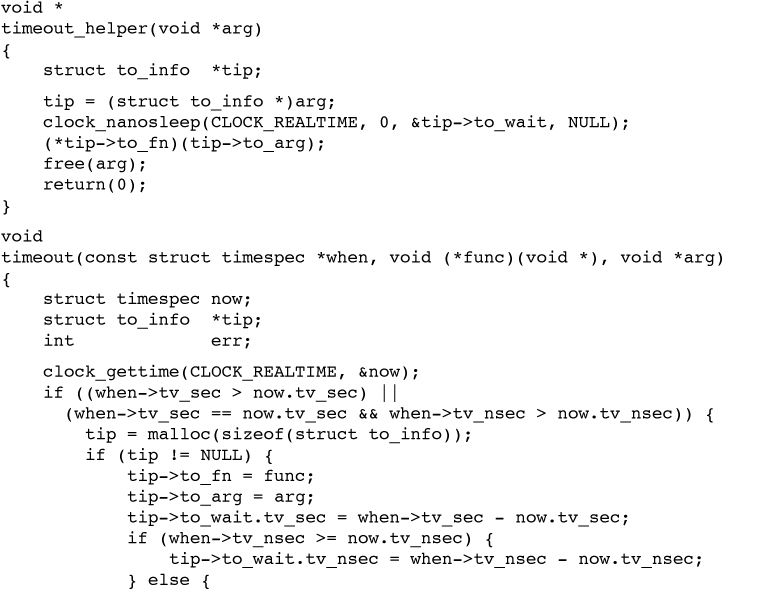 void *
timeout_helper(void *arg)
{
    struct to_info  *tip;

    tip = (struct to_info *)arg;
    clock_nanosleep(CLOCK_REALTIME, 0, &tip->to_wait, NULL);
    (*tip->to_fn)(tip->to_arg);
    free(arg);
    return(0);
}

void
timeout(const struct timespec *when, void (*func)(void *), void *arg)
{
    struct timespec now;
    struct to_info  *tip;
    int             err;

    clock_gettime(CLOCK_REALTIME, &now);
    if ((when->tv_sec > now.tv_sec) ||
      (when->tv_sec == now.tv_sec && when->tv_nsec > now.tv_nsec)) {
        tip = malloc(sizeof(struct to_info));
        if (tip != NULL) {
            tip->to_fn = func;
            tip->to_arg = arg;
            tip->to_wait.tv_sec = when->tv_sec - now.tv_sec;
            if (when->tv_nsec >= now.tv_nsec) {
                tip->to_wait.tv_nsec = when->tv_nsec - now.tv_nsec;
            } else {